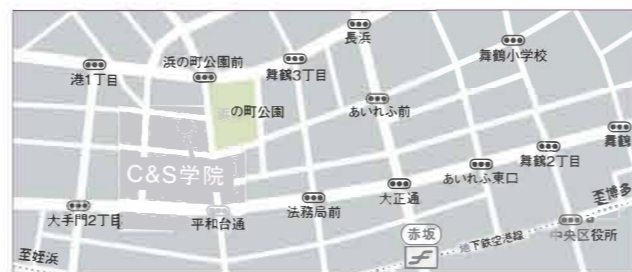 長浜
舞鶴小学校
浜の町公園前
舞鶴3丁目
港1丁目
浜の町公園
あいれふ前
舞鶴
舞鶴2丁目
C&S学院
あいれふ東口
至博多
大手門2丁目
平和台通
法務局前
大正通
赤坂
地下鉄空港線
中央区役所
至姪浜